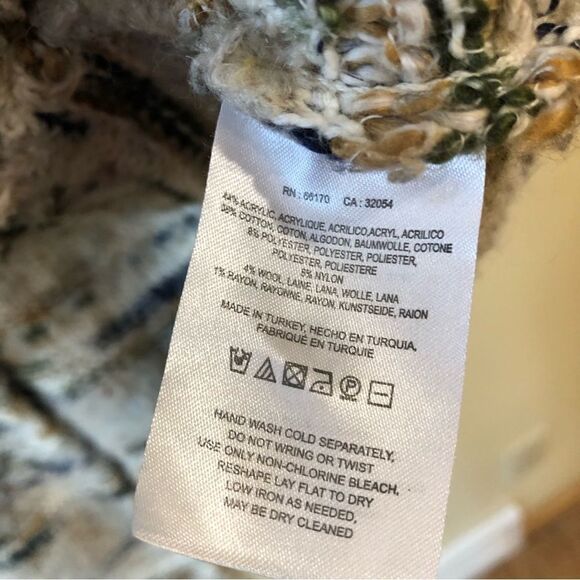 RN : 66170 CA : 32054
44% ACRYLIC, ACRYLIQUE, ACRILICO,ACRYL, ACRILICO
38% COTTON, COTON, ALGODON, BAUMWOLLE, COTONE
8% POLYESTER, POLYESTER, POLIESTER,
POLYESTER, POLIESTERE
5% NYLON
4% WOOL, LAINE, LANA, WOLLE, LANA
1% RAYON, RAYONNE, RAYON, KUNSTSEIDE, RAION
MADE IN TURKEY, HECHO EN TURQUIA,
FABRIQUÉ EN TURQUIE
HAND WASH COLD SEPARATELY,
DO NOT WRING OR TWIST
USE ONLY NON-CHLORINE BLEACH,
RESHAPE LAY FLAT TO DRY
LOW IRON AS NEEDED,
MAY BE DRY CLEANED